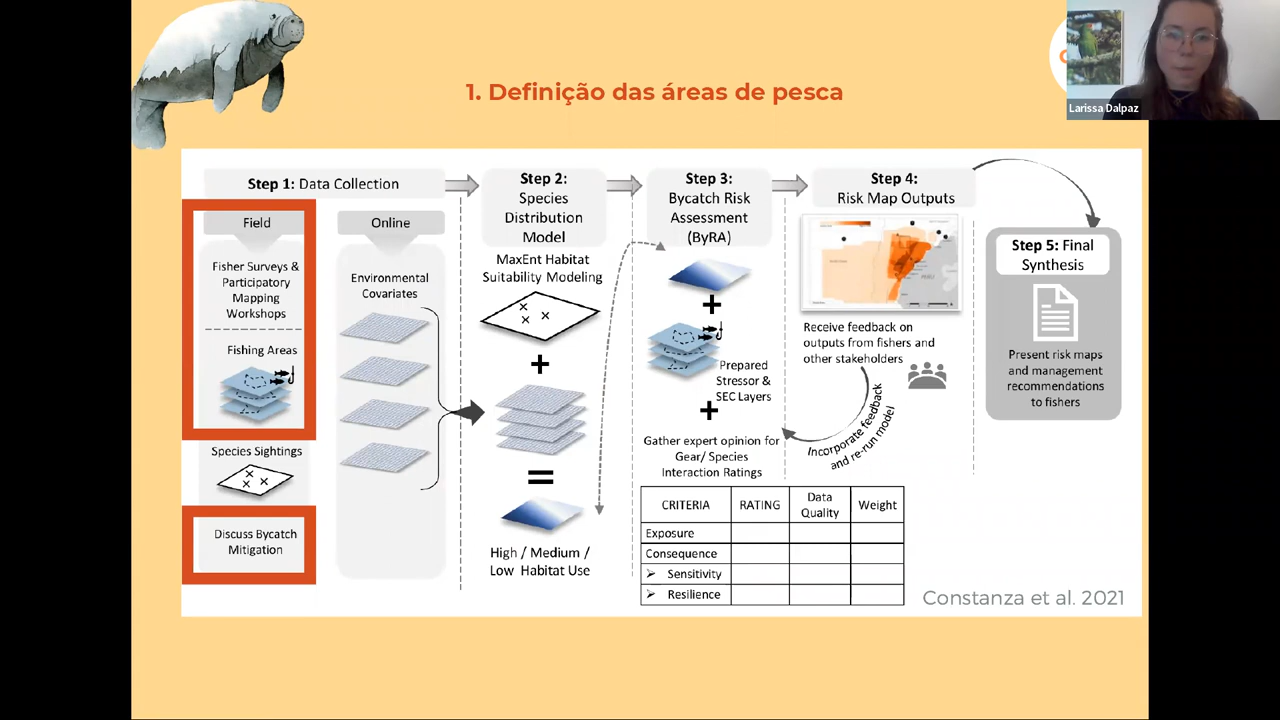 1. Definição das áreas de pesca
Larissa Dalpaz
Step 1: Data Collection
Field
Fisher Surveys &
Participatory
Mapping
Workshops
Fishing Areas
Species Sightings
Discuss Bycatch
Mitigation
Online
Environmental
Covariates
Step 2:
Species
Distribution
Model
MaxEnt Habitat
Suitability Modeling
High / Medium /
Low Habitat Use
Step 3:
Bycatch Risk
Assessment
(ByRA)
Prepared
Stressor &
SEC Layers
Gather expert opinion for
Gear/ Species
Interaction Ratings
CRITERIA RATING Data Quality Weight
Exposure
Consequence
Sensitivity
Resilience
Step 4:
Risk Map Outputs
Receive feedback on
outputs from fishers and
other stakeholders
Incorporate feedback
and re-run model
Step 5: Final
Synthesis
Present risk maps
and management
recommendations
to fishers
Constanza et al. 2021